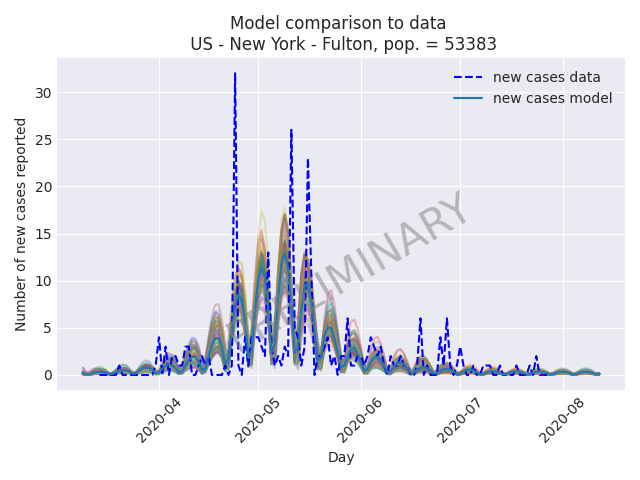 Model comparison to data
US - New York - Fulton, pop. = 53383
new cases data
new cases model
Number of new cases reported
30
25
20
15
10
5
0
PRELIMINARY
2020-04
2020-05
2020-06
2020-07
2020-08
Day